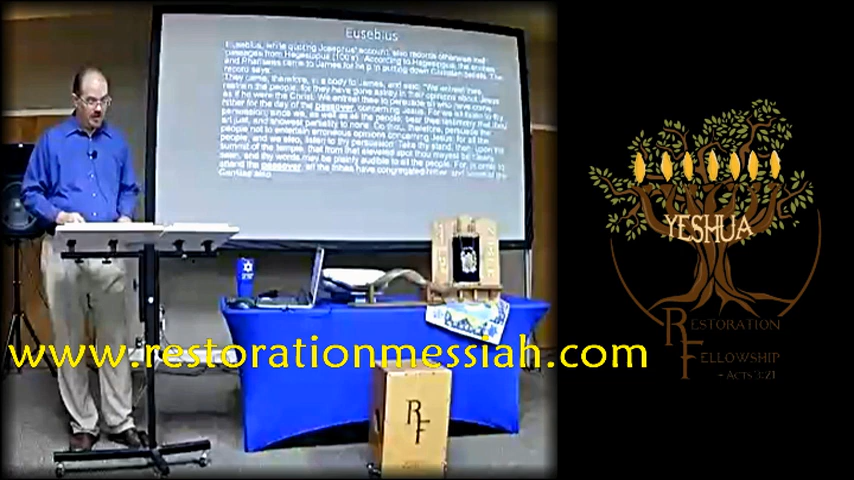 Eusebius
Eusebius, while quoting Josephus' account, also records otherwise lost
passages from Hegesippus (100's). According to Hegesippus, the scribes
and Pharisees came to James for help in putting down Christian beliefs. The
record says:
They came, therefore, in a body to James, and said: "We entreat thee,
restrain the people: for they have gone astray in their opinions about Jesus
as if he were the Christ. We entreat thee to persuade all who have come
hither for the day of the passover, concerning Jesus. For we all listen to thy
persuasion; since we, as well as all the people, bear thee testimony that thou
art just, and showest partiality to none. Do thou, therefore, persuade the
people not to entertain erroneous opinions concerning Jesus: for all the
people, and we also, listen to thy persuasion. Take thy stand, then, upon the
summit of the temple, that from that elevated spot thou mayest be clearly
seen, and thy words may be plainly audible to all the people. For, in order to
attend the passover, all the tribes have congregated hither, and some of the
Gentiles also.
YESHUA
RESTORATION
FELLOWSHIP
- ACTS 3:21
www.restorationmessiah.com
RF